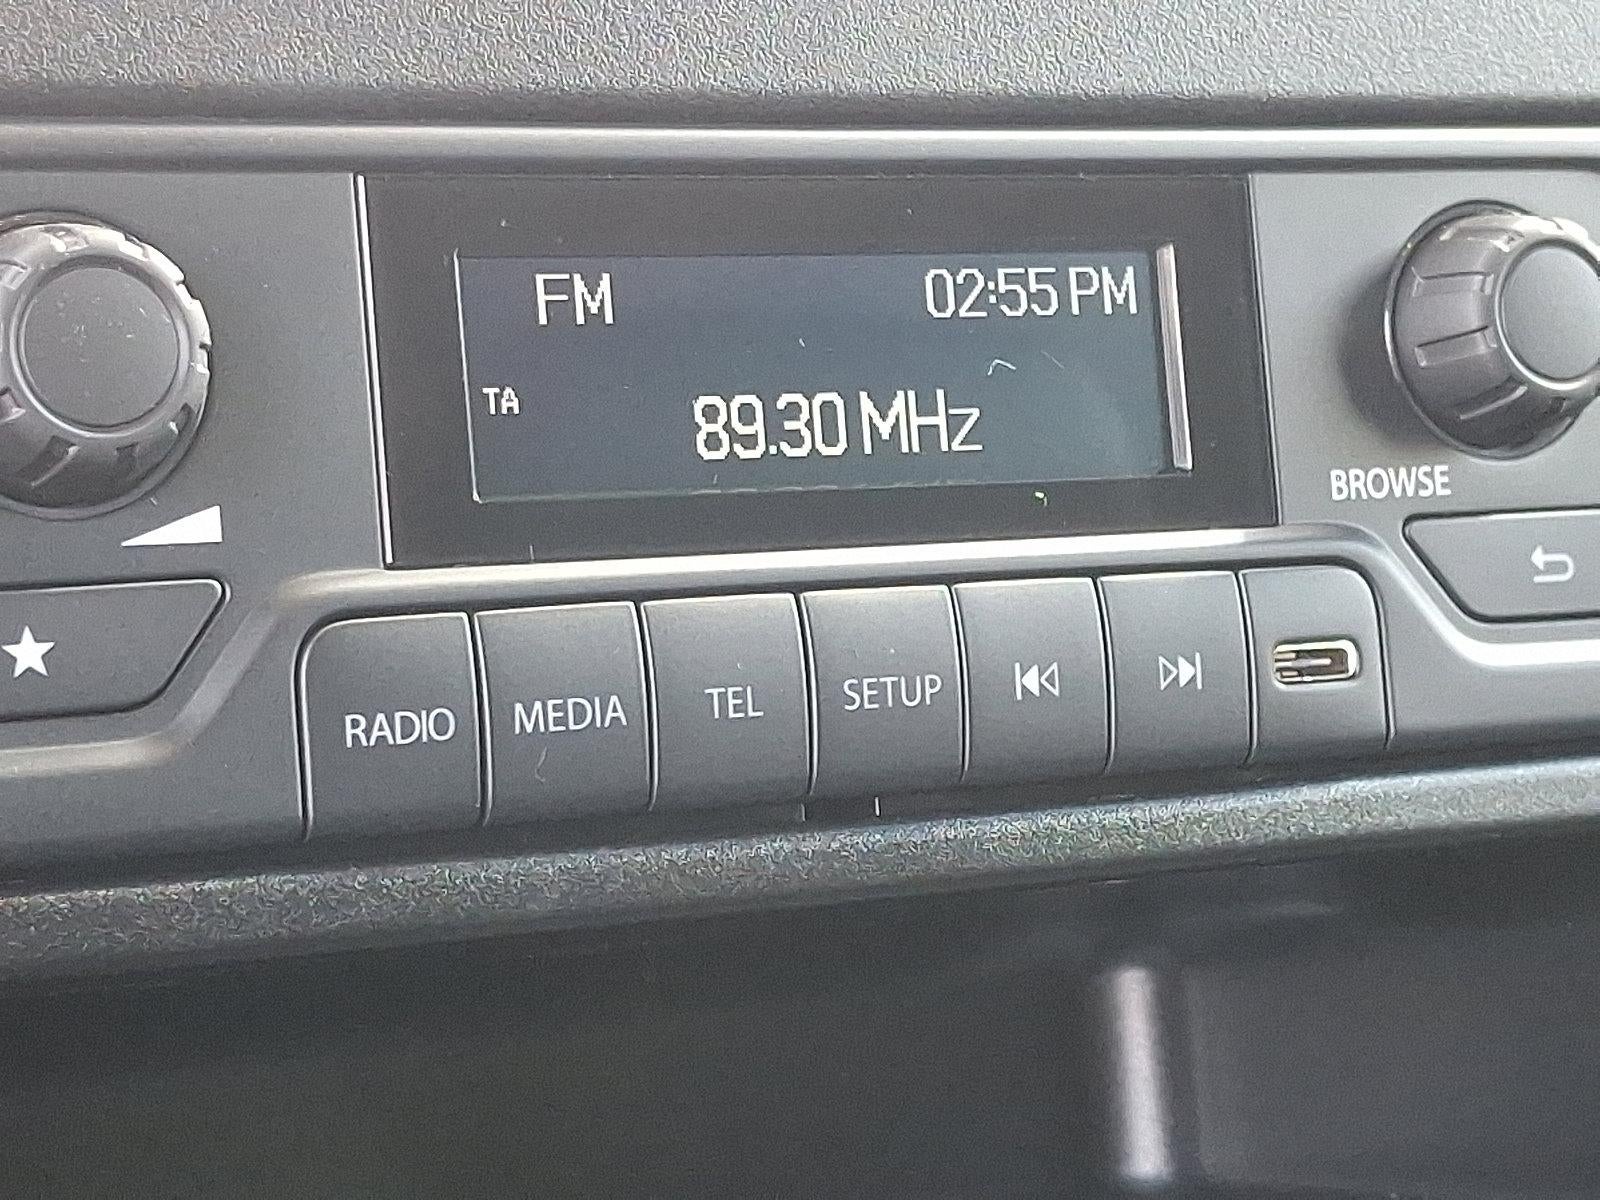 FM 02:55 PM
TA
89.30 MHz
BROWSE
RADIO MEDIA TEL SETUP